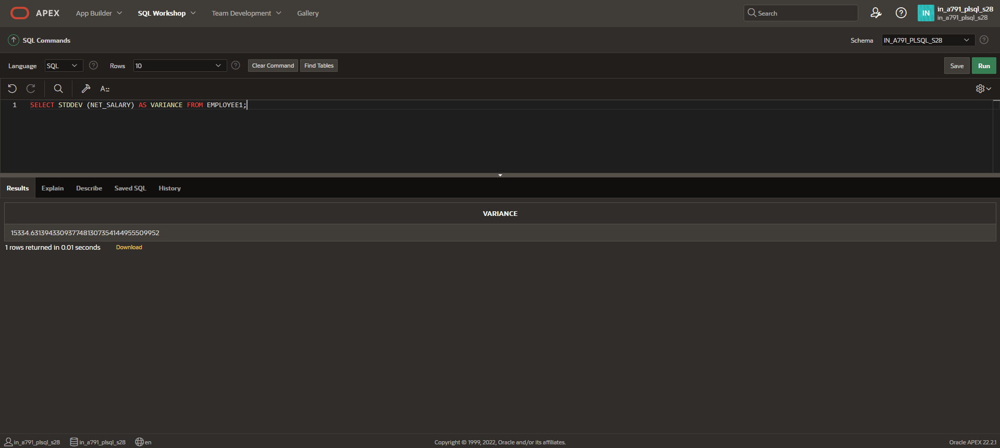 APEX App Builder SQL Workshop Team Development Gallery Search IN in_a791_plsql_s28
in_a791_plsql_s28
SQL Commands Schema IN_A791_PLSQL_S28
Language SQL Rows 10 Clear Command Find Tables Save Run
A::
1 SELECT STDDEV (NET_SALARY) AS VARIANCE FROM EMPLOYEE1;
Results Explain Describe Saved SQL History
VARIANCE
15334.6313943309377481307354144955509952
1 rows returned in 0.01 seconds Download
in_a791_plsql_s28 in_a791_plsql_s28 en Copyright © 1999, 2022, Oracle and/or its affiliates. Oracle APEX 22.2.1